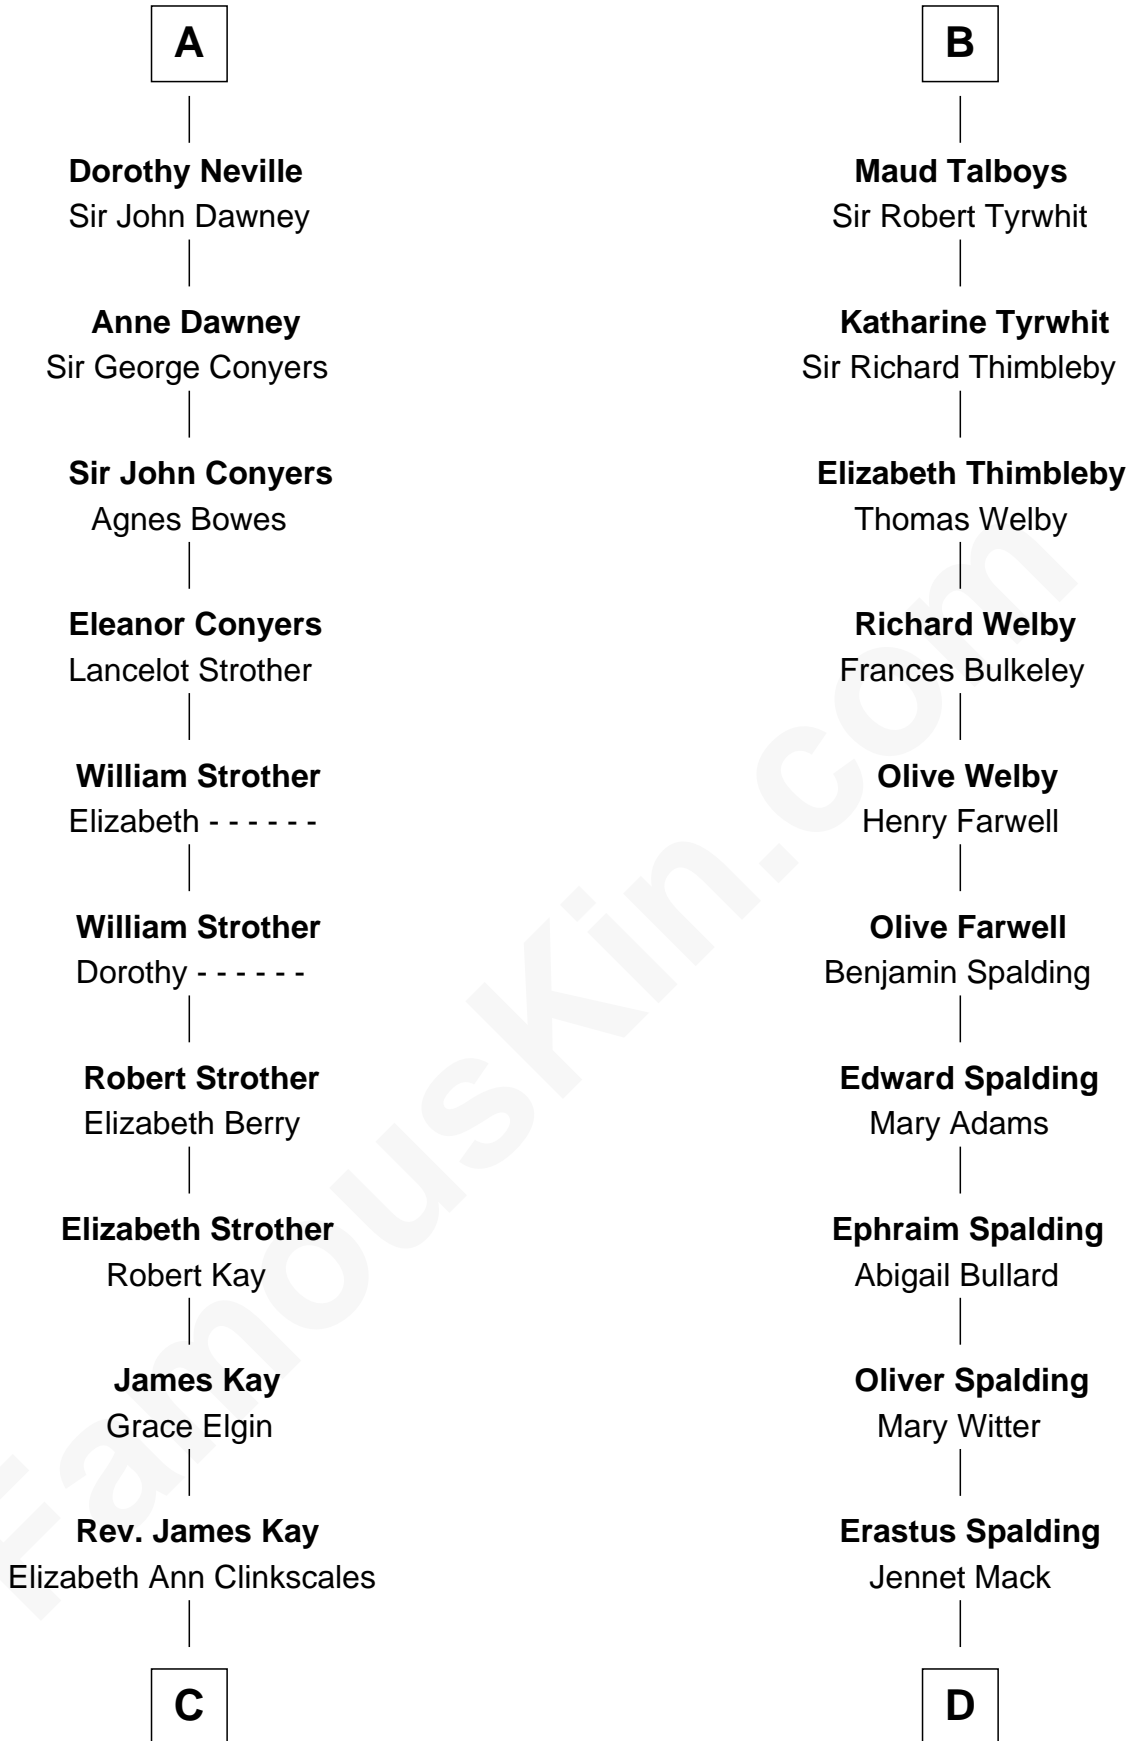 A
Dorothy Neville
Sir John Dawney
Anne Dawney
Sir George Conyers
Sir John Conyers
Agnes Bowes
Eleanor Conyers
Lancelot Strother
William Strother
Elizabeth - - - - - -
William Strother
Dorothy - - - - - -
Robert Strother
Elizabeth Berry
Elizabeth Strother
Robert Kay
James Kay
Grace Elgin
Rev. James Kay
Elizabeth Ann Clinkscales
C
B
Maud Talboys
Sir Robert Tyrwhit
Katharine Tyrwhit
Sir Richard Thimbleby
Elizabeth Thimbleby
Thomas Welby
Richard Welby
Frances Bulkeley
Olive Welby
Henry Farwell
Olive Farwell
Benjamin Spalding
Edward Spalding
Mary Adams
Ephraim Spalding
Abigail Bullard
Oliver Spalding
Mary Witter
Erastus Spalding
Jennet Mack
D
FamousKin.com